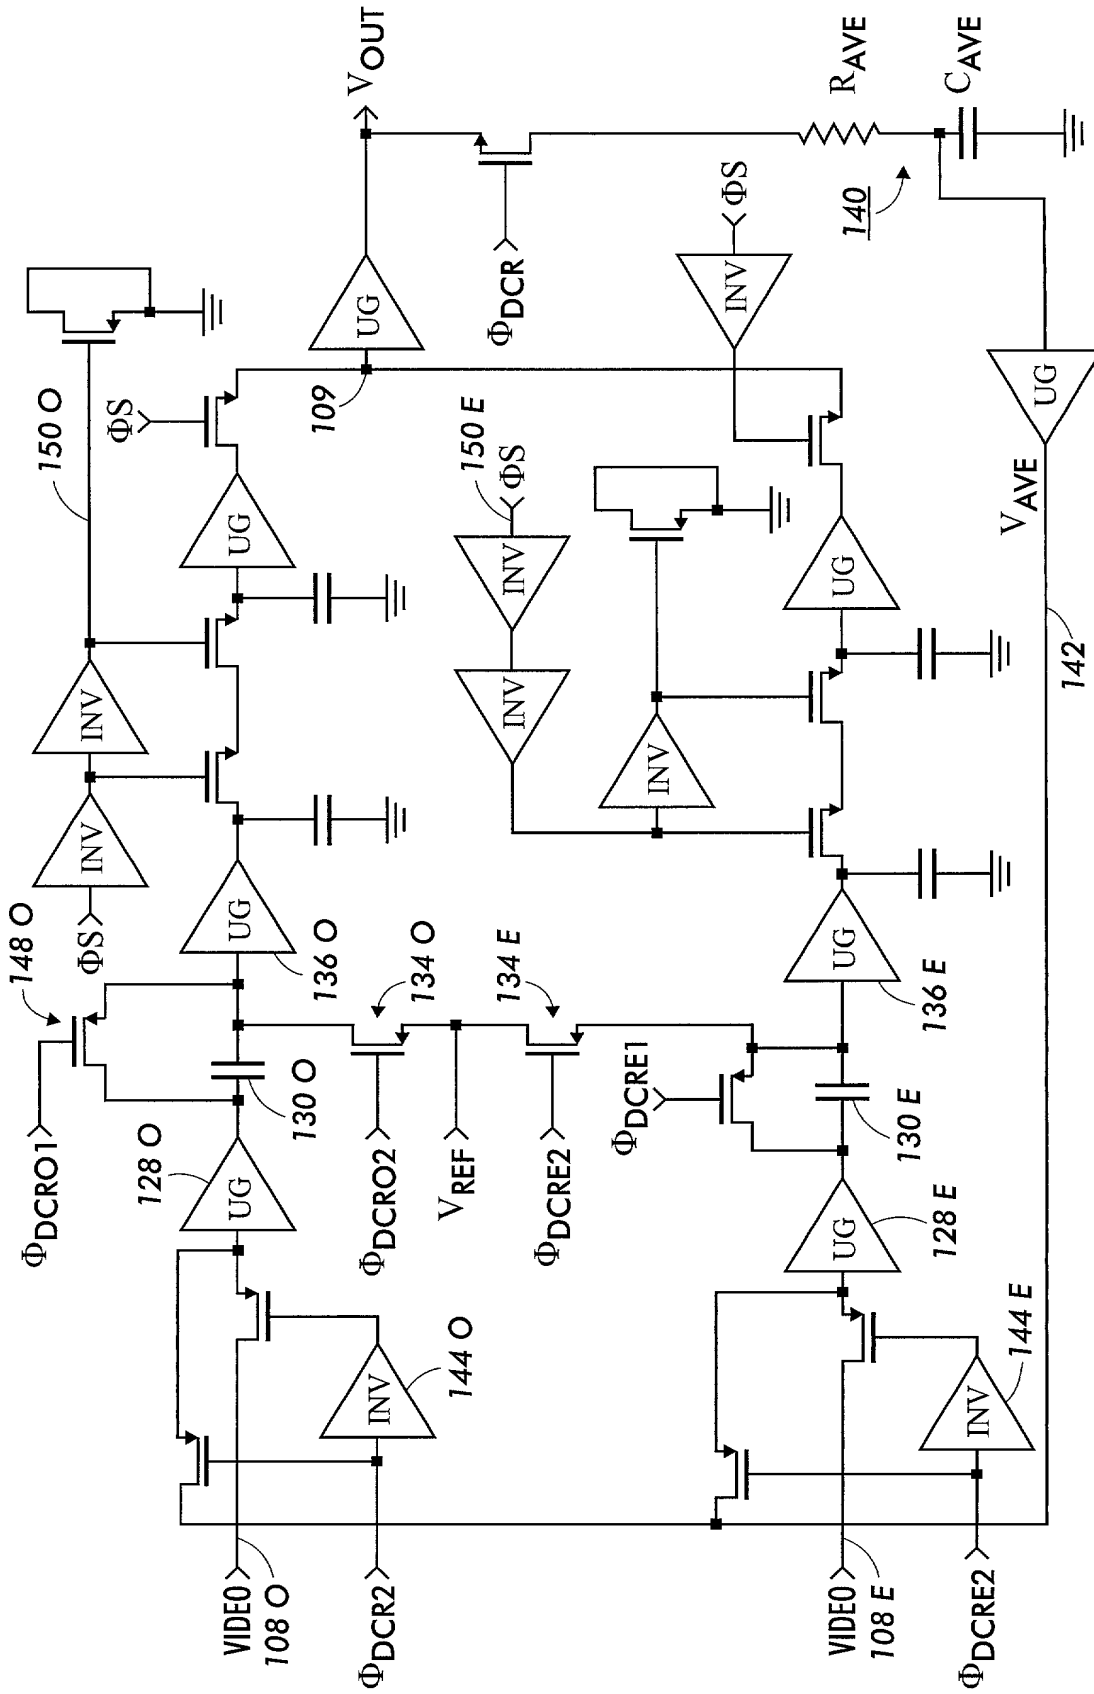 ΦDCRO1
148 O
150 O
ΦS
INV
INV
ΦS
128 O
VIDEO
108 O
UG
UG
UG
130 O
136 O
109
UG
VOUT
ΦDCR2
INV
144 O
ΦDCRO2
134 O
VREF
134 E
150 E
ΦDCR
INV
INV
ΦS
ΦDCRE2
ΦDCRE1
INV
INV
ΦS
VIDEO
108 E
UG
UG
UG
RAVE
140
130 E
128 E
136 E
CAVE
ΦDCRE2
INV
144 E
VAVE
UG
142